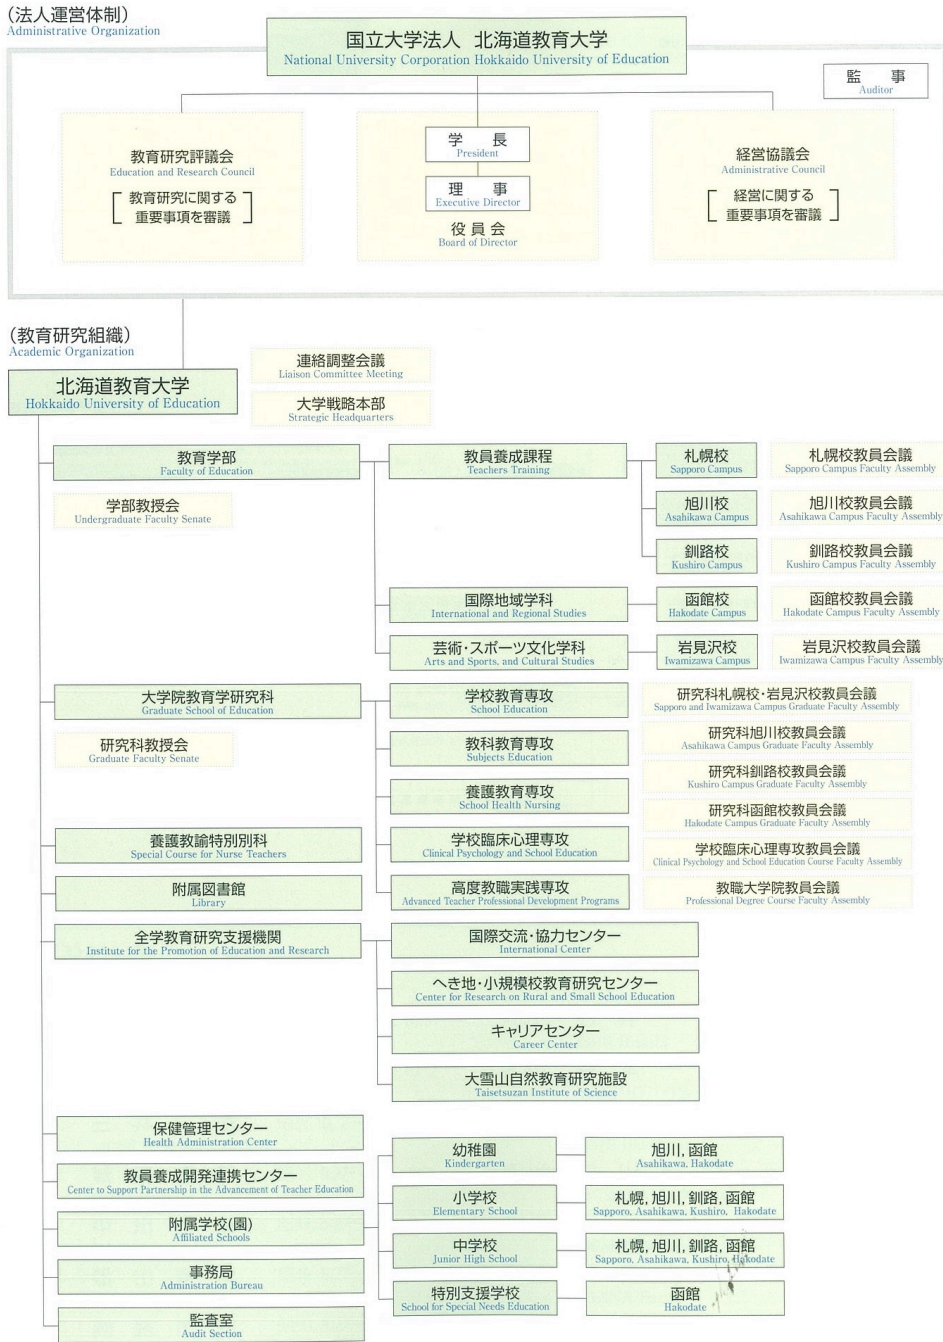 (法人運営体制)
Administrative Organization
国立大学法人 北海道教育大学
National University Corporation Hokkaido University of Education
監 事
Auditor
教育研究評議会
Education and Research Council
教育研究に関する
重要事項を審議
学 長
President
理 事
Executive Director
役員会
Board of Director
経営協議会
Administrative Council
経営に関する
重要事項を審議
(教育研究組織)
Academic Organization
北海道教育大学
Hokkaido University of Education
連絡調整会議
Liaison Committee Meeting
大学戦略本部
Strategic Headquarters
教育学部
Faculty of Education
学部教授会
Undergraduate Faculty Senate
教員養成課程
Teachers Training
札幌校
Sapporo Campus
札幌校教員会議
Sapporo Campus Faculty Assembly
旭川校
Asahikawa Campus
旭川校教員会議
Asahikawa Campus Faculty Assembly
釧路校
Kushiro Campus
釧路校教員会議
Kushiro Campus Faculty Assembly
国際地域学科
International and Regional Studies
函館校
Hakodate Campus
函館校教員会議
Hakodate Campus Faculty Assembly
芸術・スポーツ文化学科
Arts and Sports, and Cultural Studies
岩見沢校
Iwamizawa Campus
岩見沢校教員会議
Iwamizawa Campus Faculty Assembly
大学院教育学研究科
Graduate School of Education
研究科教授会
Graduate Faculty Senate
学校教育専攻
School Education
教科教育専攻
Subjects Education
養護教育専攻
School Health Nursing
学校臨床心理専攻
Clinical Psychology and School Education
高度教職実践専攻
Advanced Teacher Professional Development Programs
研究科札幌校・岩見沢校教員会議
Sapporo and Iwamizawa Campus Graduate Faculty Assembly
研究科旭川校教員会議
Asahikawa Campus Graduate Faculty Assembly
研究科釧路校教員会議
Kushiro Campus Graduate Faculty Assembly
研究科函館校教員会議
Hakodate Campus Graduate Faculty Assembly
学校臨床心理専攻教員会議
Clinical Psychology and School Education Course Faculty Assembly
教職大学院教員会議
Professional Degree Course Faculty Assembly
養護教諭特別別科
Special Course for Nurse Teachers
附属図書館
Library
全学教育研究支援機関
Institute for the Promotion of Education and Research
国際交流・協力センター
International Center
へき地・小規模校教育研究センター
Center for Research on Rural and Small School Education
キャリアセンター
Career Center
大雪山自然教育研究施設
Taisetsuzan Institute of Science
保健管理センター
Health Administration Center
教員養成開発連携センター
Center to Support Partnership in the Advancement of Teacher Education
附属学校(園)
Affiliated Schools
事務局
Administration Bureau
監査室
Audit Section
幼稚園
Kindergarten
旭川, 函館
Asahikawa, Hakodate
小学校
Elementary School
札幌, 旭川, 釧路, 函館
Sapporo, Asahikawa, Kushiro, Hakodate
中学校
Junior High School
札幌, 旭川, 釧路, 函館
Sapporo, Asahikawa, Kushiro, Hakodate
特別支援学校
School for Special Needs Education
函館
Hakodate